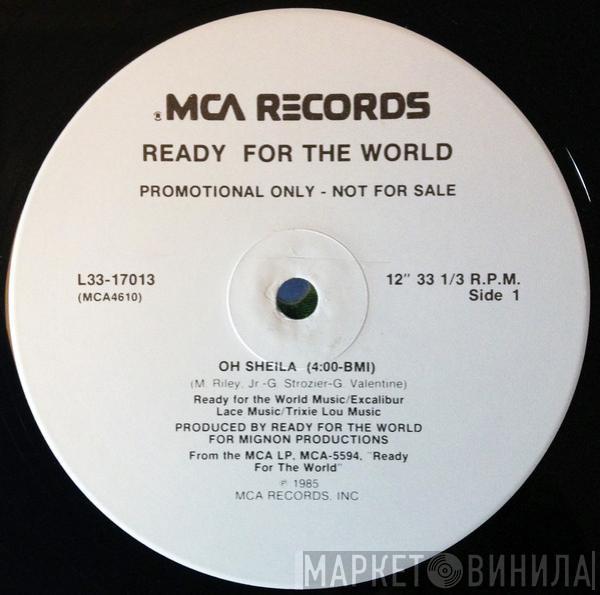 MCA RECORDS
READY FOR THE WORLD
PROMOTIONAL ONLY - NOT FOR SALE
L33-17013
(MCA4610)
12" 33 1/3 R.P.M.
Side 1
OH SHEILA (4:00-BMI)
(M. Riley, Jr.-G. Strozier-G. Valentine)
Ready for the World Music/Excalibur
Lace Music/Trixie Lou Music
PRODUCED BY READY FOR THE WORLD
FOR MIGNON PRODUCTIONS
From the MCA LP, MCA-5594, "Ready
For The World"
℗ 1985
MCA RECORDS, INC
МАРКЕТ ВИНИЛА